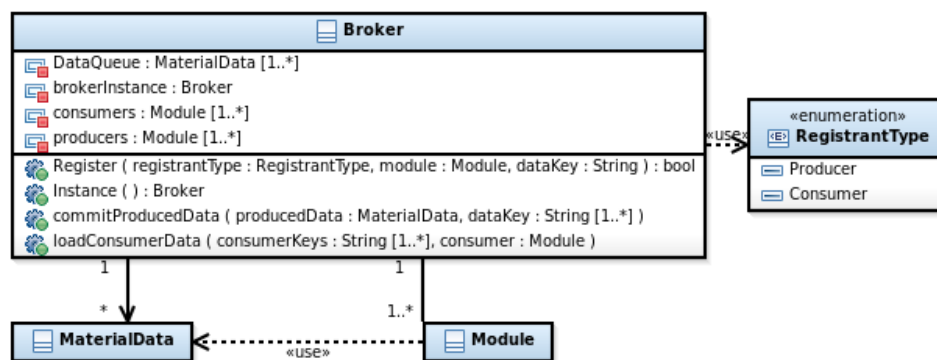 Broker
DataQueue : MaterialData [1..*]
brokerInstance : Broker
consumers : Module [1..*]
producers : Module [1..*]
Register ( registrantType : RegistrantType, module : Module, dataKey : String ) : bool
Instance ( ) : Broker
commitProducedData ( producedData : MaterialData, dataKey : String [1..*] )
loadConsumerData ( consumerKeys : String [1..*], consumer : Module )
«use»
«enumeration»
<E> RegistrantType
Producer
Consumer
1
1
*
1..*
MaterialData
Module
«use»